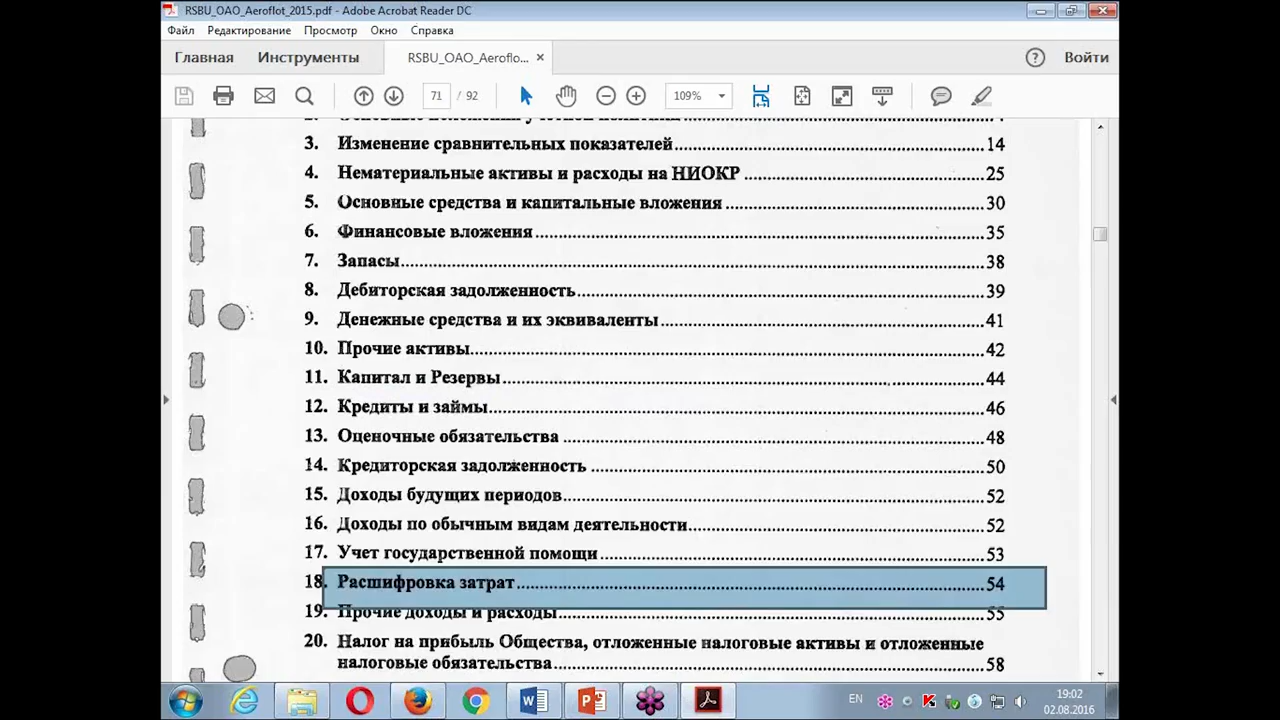 RSBU_OAO_Aeroflot_2015.pdf - Adobe Acrobat Reader DC
Файл Редактирование Просмотр Окно Справка
Главная Инструменты RSBU_OAO_Aeroflo... × ? Войти
71 / 92 109%
3. Изменение сравнительных показателей 14
4. Нематериальные активы и расходы на НИОКР 25
5. Основные средства и капитальные вложения 30
6. Финансовые вложения 35
7. Запасы 38
8. Дебиторская задолженность 39
9. Денежные средства и их эквиваленты 41
10. Прочие активы 42
11. Капитал и Резервы 44
12. Кредиты и займы 46
13. Оценочные обязательства 48
14. Кредиторская задолженность 50
15. Доходы будущих периодов 52
16. Доходы по обычным видам деятельности 52
17. Учет государственной помощи 53
18. Расшифровка затрат 54
19. Прочие доходы и расходы 55
20. Налог на прибыль Общества, отложенные налоговые активы и отложенные
налоговые обязательства 58
EN 19:02
02.08.2016